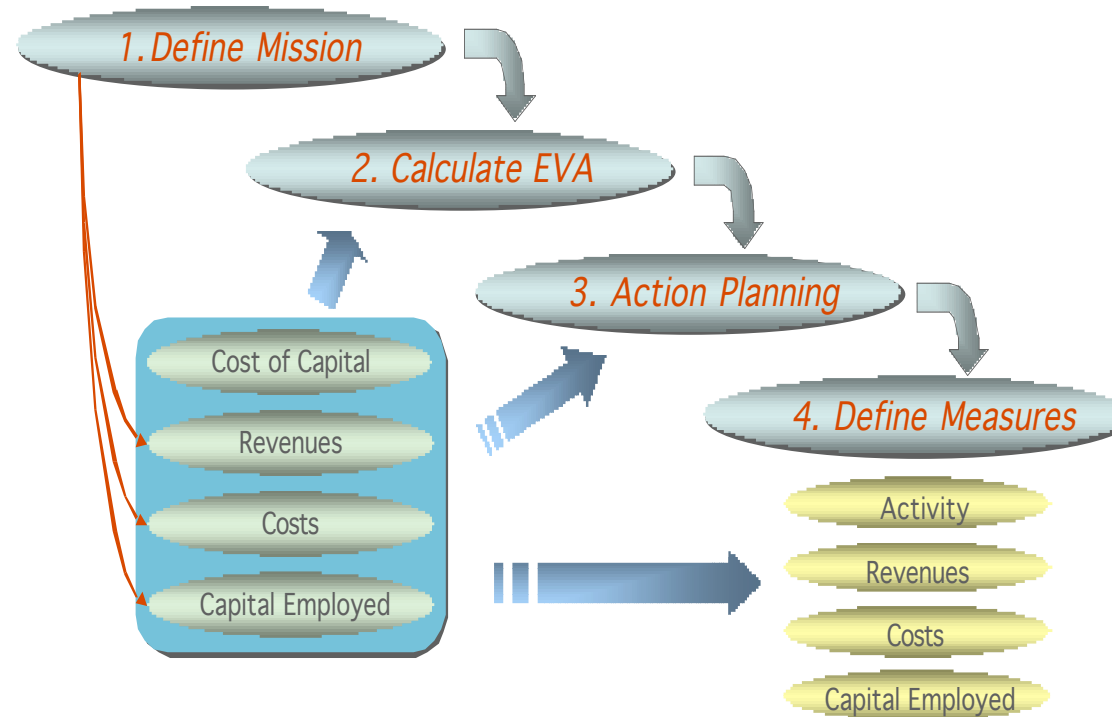 1. Define Mission
2. Calculate EVA
3. Action Planning
4. Define Measures
Cost of Capital
Revenues
Costs
Capital Employed
Activity
Revenues
Costs
Capital Employed